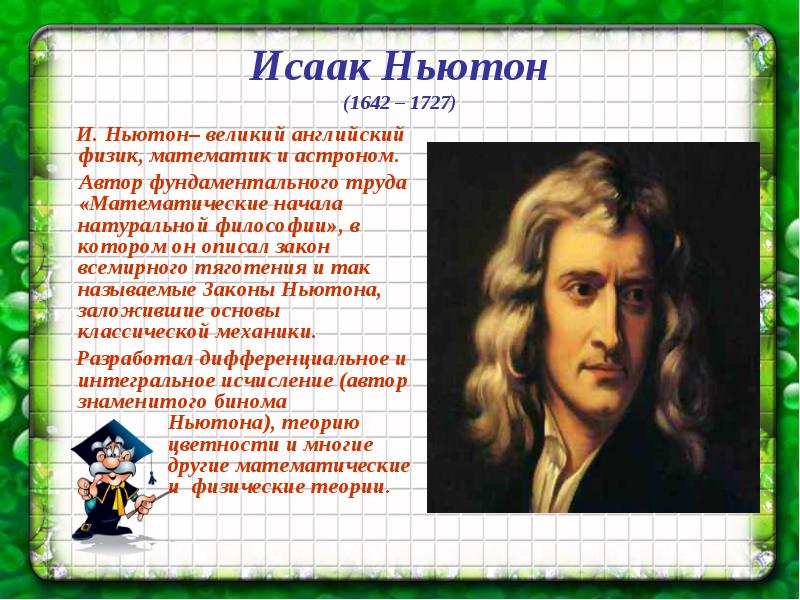 Исаак Ньютон
(1642 – 1727)
И. Ньютон– великий английский
физик, математик и астроном.
Автор фундаментального труда
«Математические начала
натуральной философии», в
котором он описал закон
всемирного тяготения и так
называемые Законы Ньютона,
заложившие основы
классической механики.
Разработал дифференциальное и
интегральное исчисление (автор
знаменитого бинома
Ньютона), теорию
цветности и многие
другие математические
и физические теории.